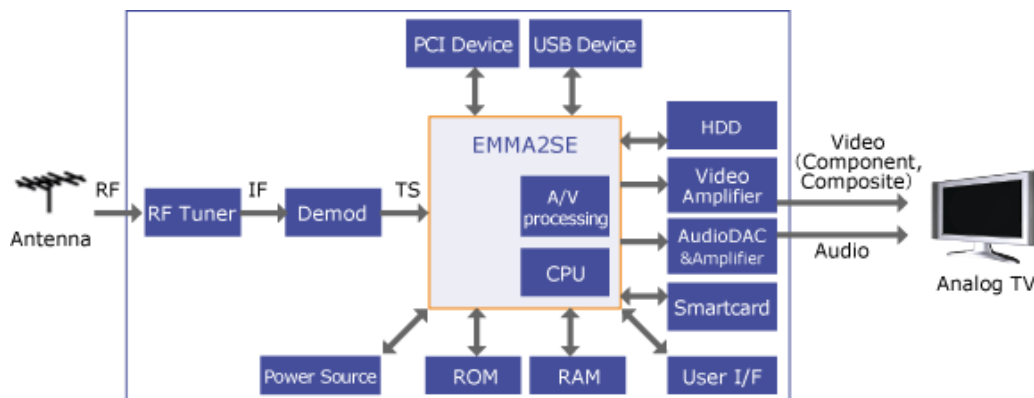 PCI Device
USB Device
EMMA2SE
HDD
Video
(Component,
Composite)
RF
IF
TS
Antenna
RF Tuner
Demod
A/V
processing
Video
Amplifier
AudioDAC
&Amplifier
Audio
CPU
Analog TV
Smartcard
Power Source
ROM
RAM
User I/F